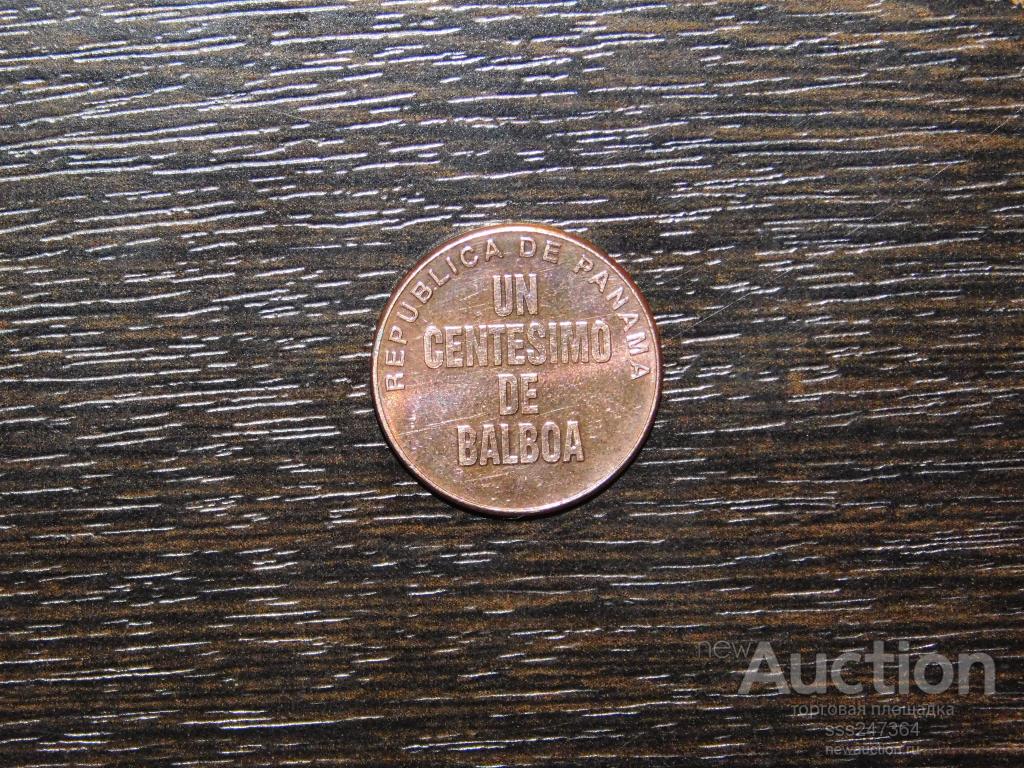 REPUBLICA DE PANAMA
UN
CENTESIMO
DE
BALBOA
newAuction
торговая площадка
sss247364
newauction.ru